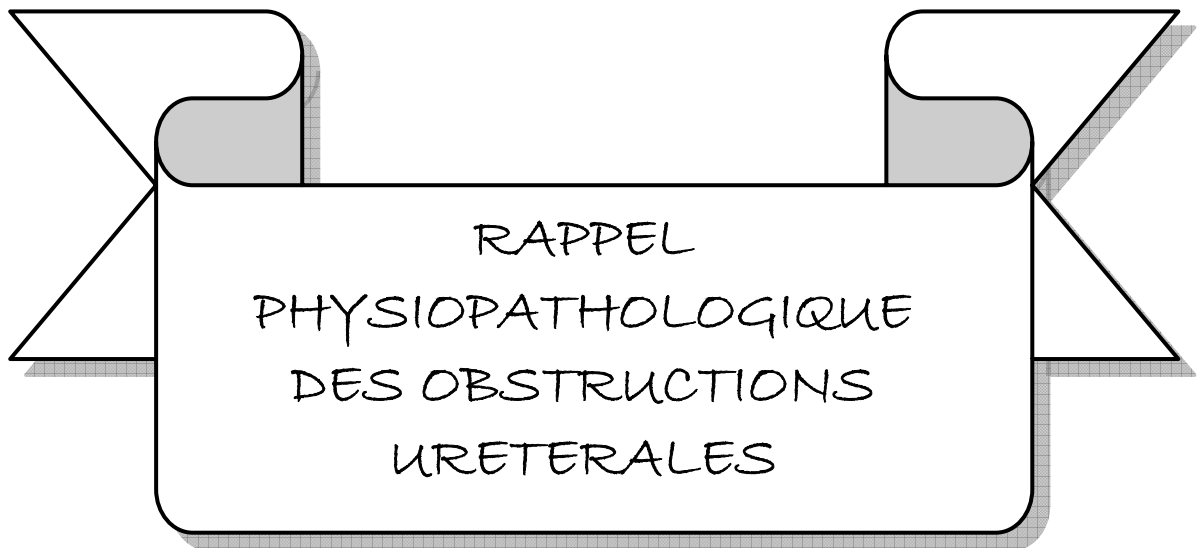 RAPPEL
PHYSIOPATHOLOGIQUE
DES OBSTRUCTIONS
URETERALES